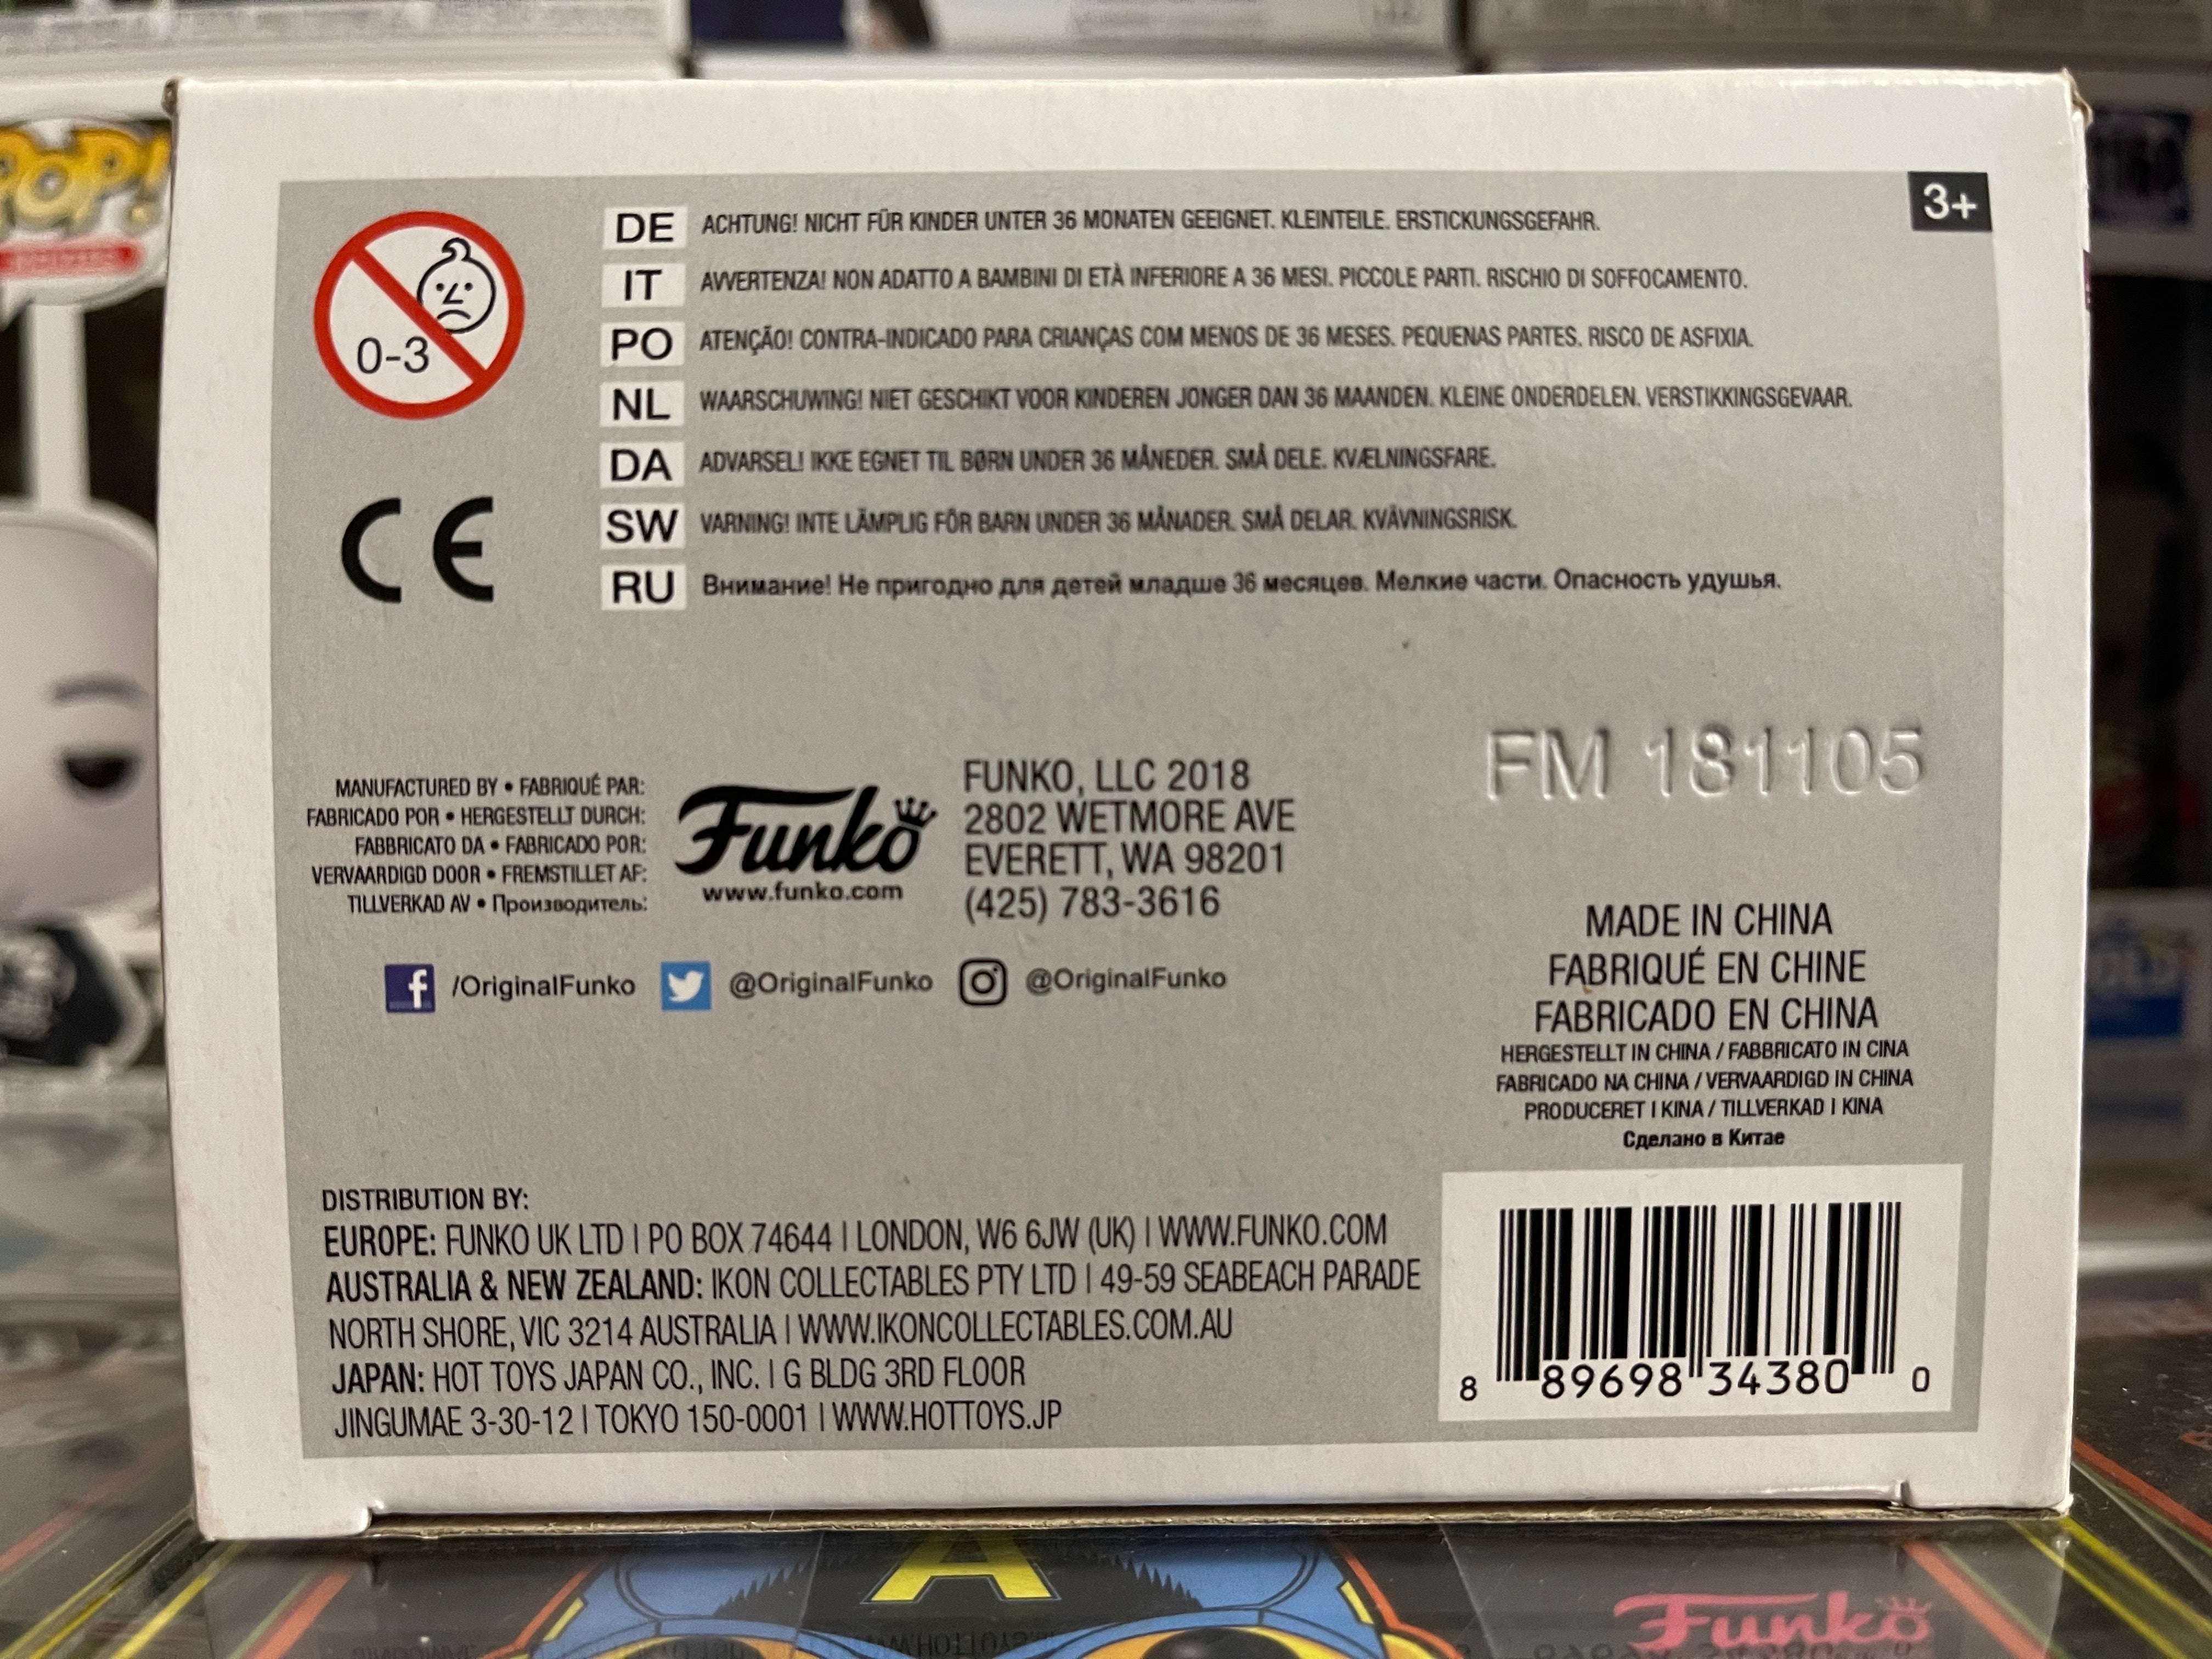 POP!
3+
0-3
DE ACHTUNG! NICHT FÜR KINDER UNTER 36 MONATEN GEEIGNET. KLEINTEILE. ERSTICKUNGSGEFAHR.
IT AVVERTENZA! NON ADATTO A BAMBINI DI ETÀ INFERIORE A 36 MESI. PICCOLE PARTI. RISCHIO DI SOFFOCAMENTO.
PO ATENÇÃO! CONTRA-INDICADO PARA CRIANÇAS COM MENOS DE 36 MESES. PEQUENAS PARTES. RISCO DE ASFIXIA.
NL WAARSCHUWING! NIET GESCHIKT VOOR KINDEREN JONGER DAN 36 MAANDEN. KLEINE ONDERDELEN. VERSTIKKINGSGEVAAR.
DA ADVARSEL! IKKE EGNET TIL BØRN UNDER 36 MÅNEDER. SMÅ DELE. KVÆLNINGSFARE.
SW VARNING! INTE LÄMPLIG FÖR BARN UNDER 36 MÅNADER. SMÅ DELAR. KVÄVNINGSRISK.
RU Внимание! Не пригодно для детей младше 36 месяцев. Мелкие части. Опасность удушья.
CE
MANUFACTURED BY • FABRIQUÉ PAR:
FABRICADO POR • HERGESTELLT DURCH:
FABBRICATO DA • FABRICADO POR:
VERVAARDIGD DOOR • FREMSTILLET AF:
TILLVERKAD AV • Производитель:
Funko
www.funko.com
FUNKO, LLC 2018
2802 WETMORE AVE
EVERETT, WA 98201
(425) 783-3616
/OriginalFunko @OriginalFunko @OriginalFunko
FM 181105
MADE IN CHINA
FABRIQUÉ EN CHINE
FABRICADO EN CHINA
HERGESTELLT IN CHINA / FABBRICATO IN CINA
FABRICADO NA CHINA / VERVAARDIGD IN CHINA
PRODUCERET I KINA / TILLVERKAD I KINA
Сделано в Китае
DISTRIBUTION BY:
EUROPE: FUNKO UK LTD | PO BOX 74644 | LONDON, W6 6JW (UK) | WWW.FUNKO.COM
AUSTRALIA & NEW ZEALAND: IKON COLLECTABLES PTY LTD | 49-59 SEABEACH PARADE
NORTH SHORE, VIC 3214 AUSTRALIA | WWW.IKONCOLLECTABLES.COM.AU
JAPAN: HOT TOYS JAPAN CO., INC. | G BLDG 3RD FLOOR
JINGUMAE 3-30-12 | TOKYO 150-0001 | WWW.HOTTOYS.JP
8 89698 34380 0
A
Funko